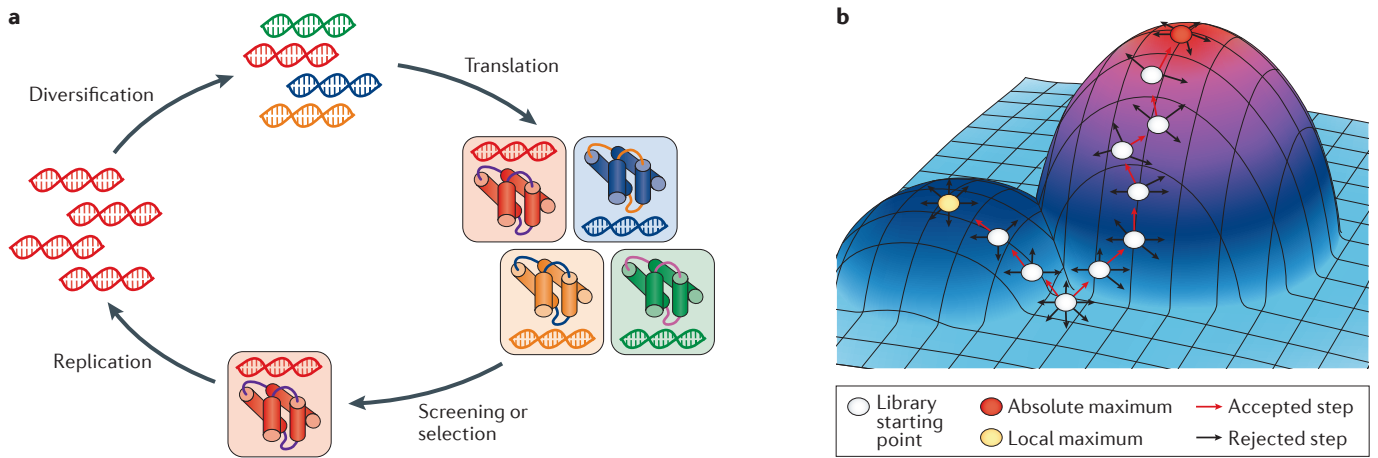 a
Diversification
Translation
Replication
Screening or
selection
b
Library
starting
point
Absolute maximum
Local maximum
Accepted step
Rejected step